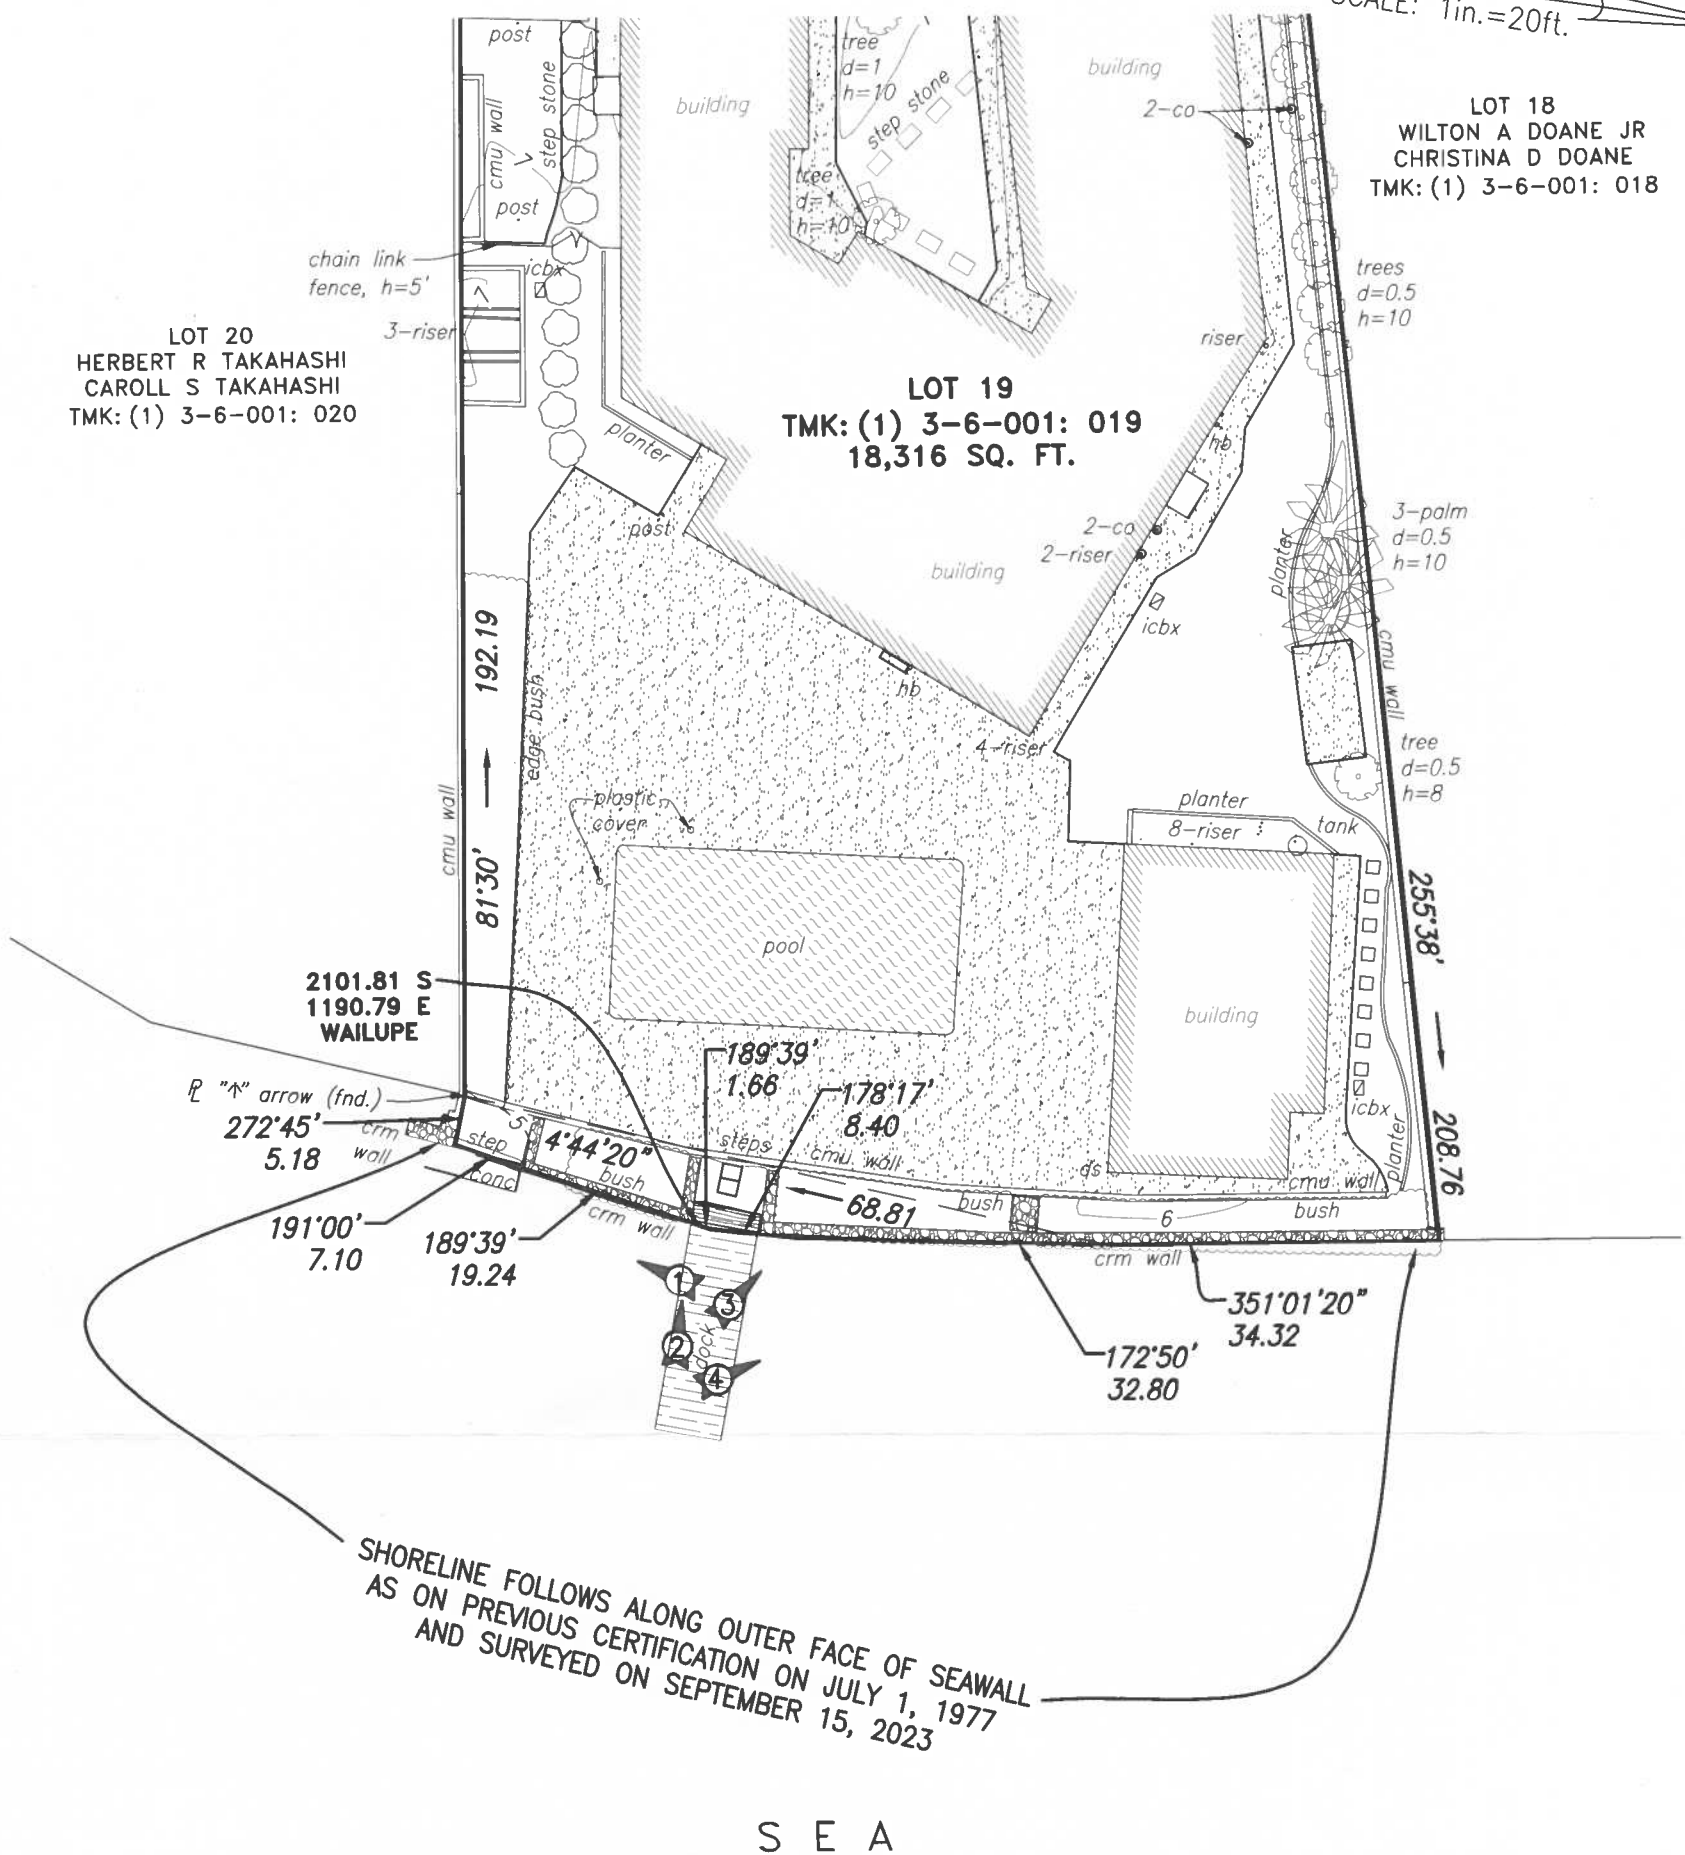 SCALE: 1in.=20ft.
post
step stone
cmu wall
post
building
tree
d=1
h=10
step stone
tree
d=1
h=10
building
2-co
LOT 18
WILTON A DOANE JR
CHRISTINA D DOANE
TMK: (1) 3-6-001: 018
chain link
fence, h=5'
icbx
3-riser
LOT 20
HERBERT R TAKAHASHI
CAROLL S TAKAHASHI
TMK: (1) 3-6-001: 020
trees
d=0.5
h=10
riser
LOT 19
TMK: (1) 3-6-001: 019
18,316 SQ. FT.
planter
hb
post
2-co
2-riser
building
planter
3-palm
d=0.5
h=10
icbx
cmu wall
192.19
edge bush
hb
4-riser
tree
d=0.5
h=8
plastic
cover
planter
8-riser
tank
cmu wall
81°30'
pool
255°38'
building
2101.81 S
1190.79 E
WAILUPE
189°39'
1.66
178°17'
8.40
icbx
208.76
planter
PL "↑" arrow (fnd.)
272°45'
5.18
crm
wall
5
step
4°44'20"
bush
steps
cmu wall
ds
cmu wall
conc
68.81
bush
6
bush
191°00'
7.10
189°39'
19.24
crm wall
crm wall
1
3
2
dock
4
351°01'20"
34.32
172°50'
32.80
SHORELINE FOLLOWS ALONG OUTER FACE OF SEAWALL
AS ON PREVIOUS CERTIFICATION ON JULY 1, 1977
AND SURVEYED ON SEPTEMBER 15, 2023
SEA